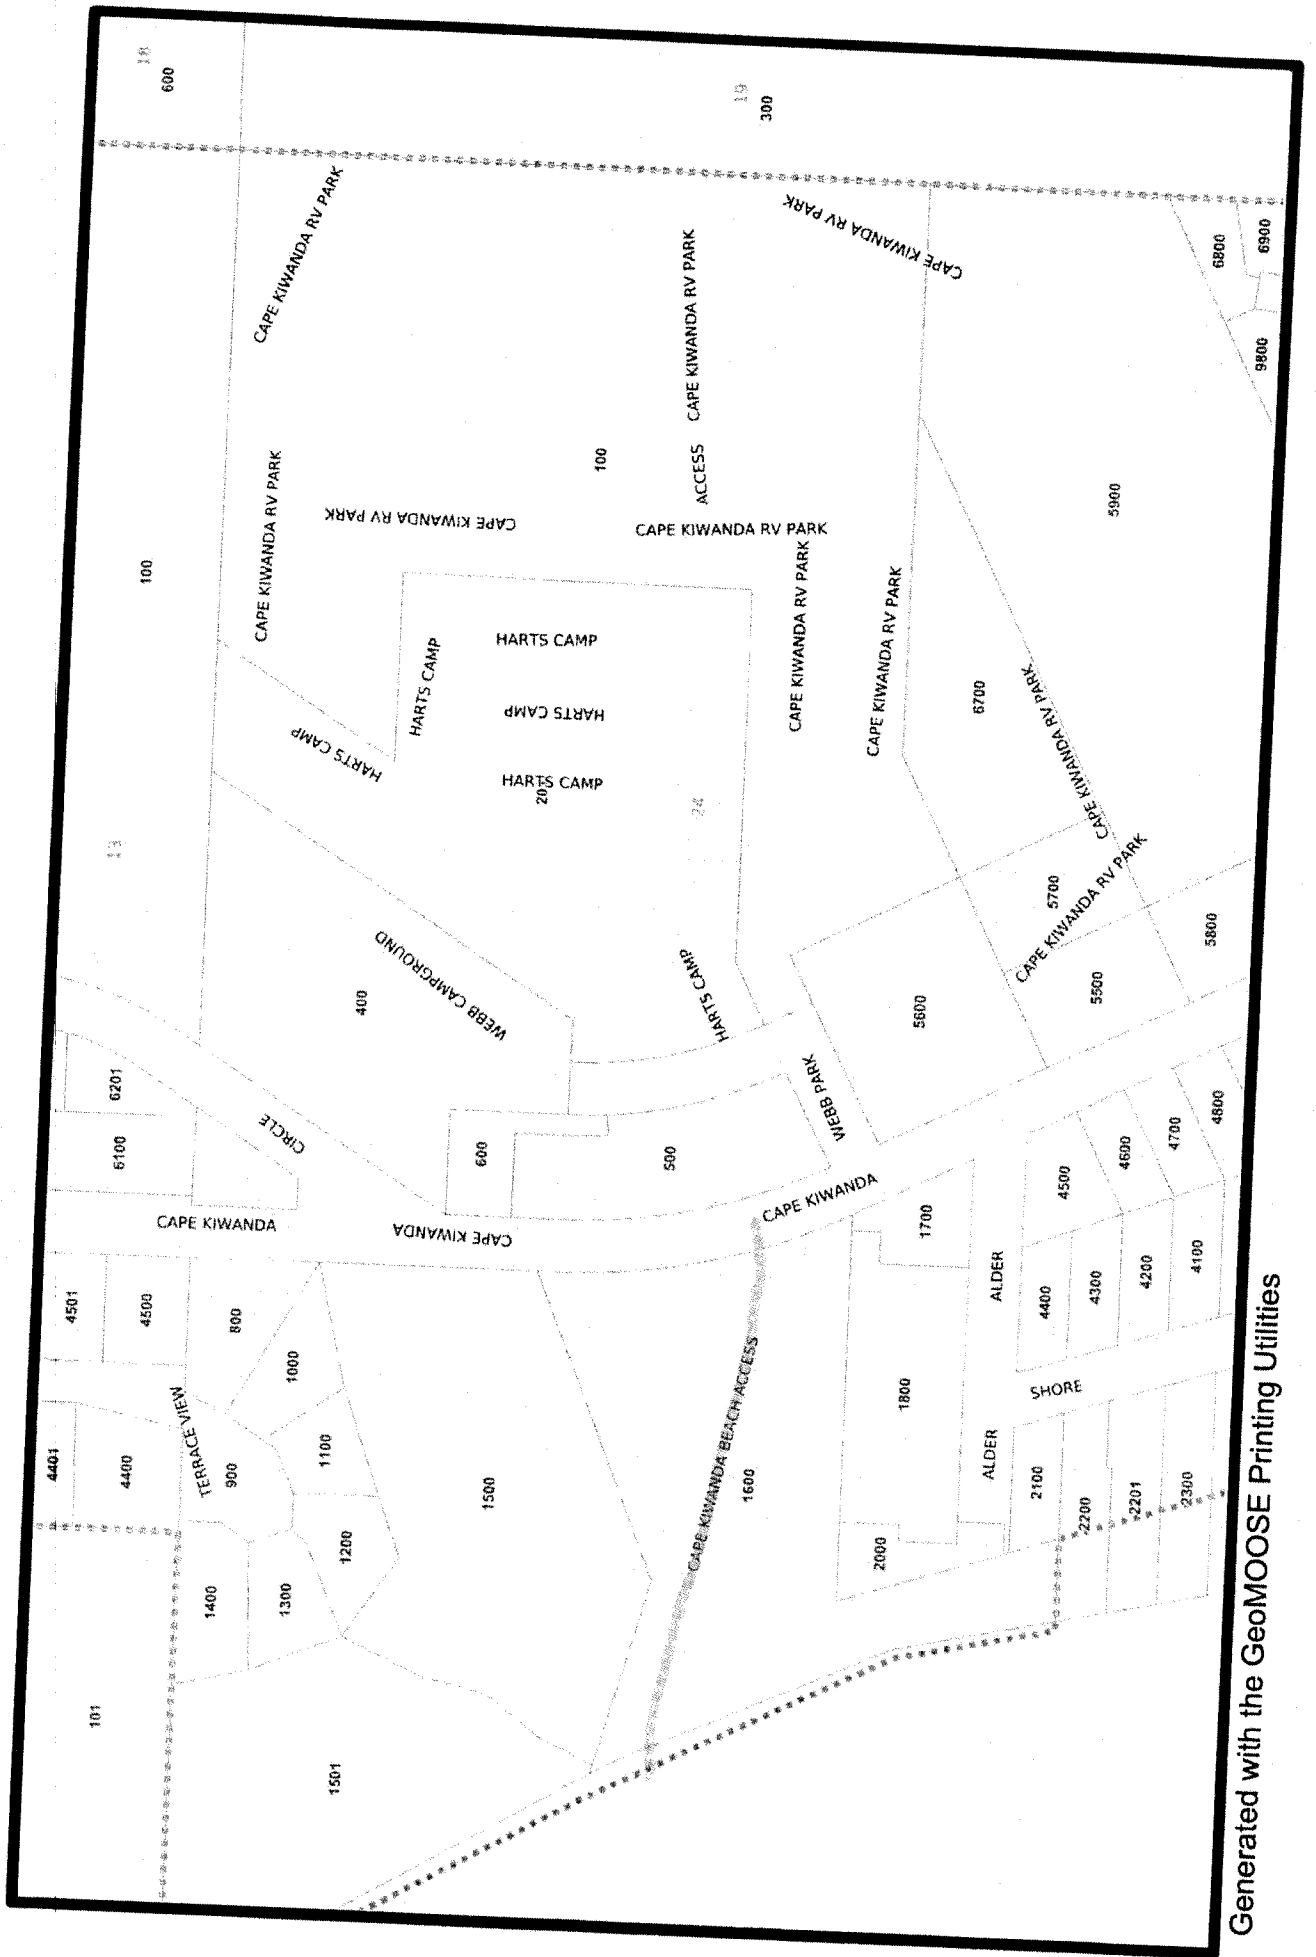 18
600
19
300
CAPE KIWANDA RV PARK
CAPE KIWANDA RV PARK
CAPE KIWANDA RV PARK
6800
6900
9800
100
CAPE KIWANDA RV PARK
CAPE KIWANDA RV PARK
100
ACCESS
CAPE KIWANDA RV PARK
CAPE KIWANDA RV PARK
CAPE KIWANDA RV PARK
5900
HARTS CAMP
HARTS CAMP
HARTS CAMP
HARTS CAMP
HARTS CAMP
201
24
6700
CAPE KIWANDA RV PARK
13
WEBB CAMPGROUND
400
HARTS CAMP
5700
CAPE KIWANDA RV PARK
5800
5600
5500
6201
6100
CIRCLE
600
500
WEBB PARK
4800
4700
4600
4500
CAPE KIWANDA
CAPE KIWANDA
CAPE KIWANDA
1700
4501
4500
800
1000
ALDER
4400
4300
4200
4100
CAPE KIWANDA BEACH ACCESS
1800
SHORE
4401
4400
TERRACE VIEW
900
1100
1500
1600
ALDER
2100
2200
2201
2300
1400
1300
1200
2000
101
1501
Generated with the GeoMOOSE Printing Utilities